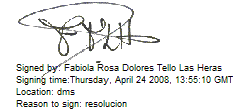 Signed by: Fabiola Rosa Dolores Tello Las Heras
Signing time:Thursday, April 24 2008, 13:55:10 GMT
Location: dms
Reason to sign: resolucion